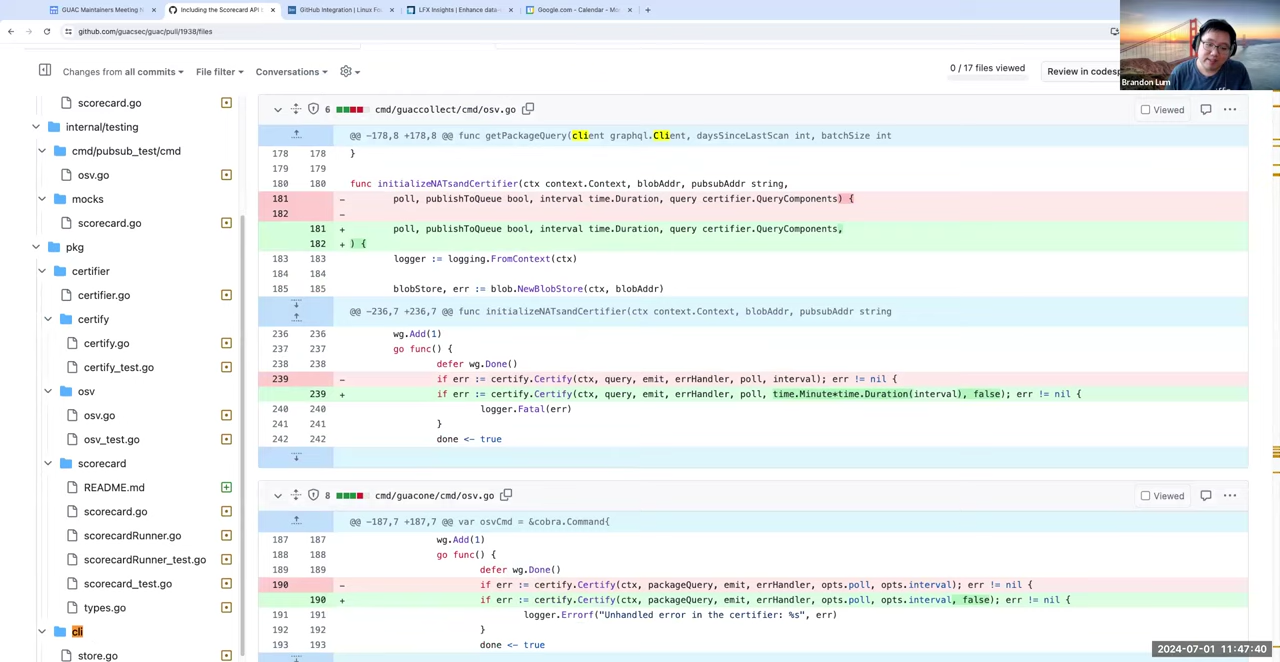 GUAC Maintainers Meeting N
Including the Scorecard API b
GitHub Integration | Linux Fo
LFX Insights | Enhance data-
Google.com - Calendar - Mo
github.com/guacsec/guac/pull/1938/files
Changes from all commits
File filter
Conversations
0 / 17 files viewed
Review in codesp
Brandon Lum
scorecard.go
internal/testing
cmd/pubsub_test/cmd
osv.go
mocks
scorecard.go
pkg
certifier
certifier.go
certify
certify.go
certify_test.go
osv
osv.go
osv_test.go
scorecard
README.md
scorecard.go
scorecardRunner.go
scorecardRunner_test.go
scorecard_test.go
types.go
cli
store.go
6 cmd/guaccollect/cmd/osv.go
Viewed
@@ -178,8 +178,8 @@ func getPackageQuery(client graphql.Client, daysSinceLastScan int, batchSize int
178 178 }
179 179
180 180 func initializeNATsandCertifier(ctx context.Context, blobAddr, pubsubAddr string,
181 - poll, publishToQueue bool, interval time.Duration, query certifier.QueryComponents) {
182 -
181 + poll, publishToQueue bool, interval time.Duration, query certifier.QueryComponents,
182 + ) {
183 183 logger := logging.FromContext(ctx)
184 184
185 185 blobStore, err := blob.NewBlobStore(ctx, blobAddr)
@@ -236,7 +236,7 @@ func initializeNATsandCertifier(ctx context.Context, blobAddr, pubsubAddr string
236 236 wg.Add(1)
237 237 go func() {
238 238 defer wg.Done()
239 - if err := certify.Certify(ctx, query, emit, errHandler, poll, interval); err != nil {
239 + if err := certify.Certify(ctx, query, emit, errHandler, poll, time.Minute*time.Duration(interval), false); err != nil {
240 240 logger.Fatal(err)
241 241 }
242 242 done <- true
8 cmd/guacone/cmd/osv.go
Viewed
@@ -187,7 +187,7 @@ var osvCmd = &cobra.Command{
187 187 wg.Add(1)
188 188 go func() {
189 189 defer wg.Done()
190 - if err := certify.Certify(ctx, packageQuery, emit, errHandler, opts.poll, opts.interval); err != nil {
190 + if err := certify.Certify(ctx, packageQuery, emit, errHandler, opts.poll, opts.interval, false); err != nil {
191 191 logger.Errorf("Unhandled error in the certifier: %s", err)
192 192 }
193 193 done <- true
2024-07-01 11:47:40